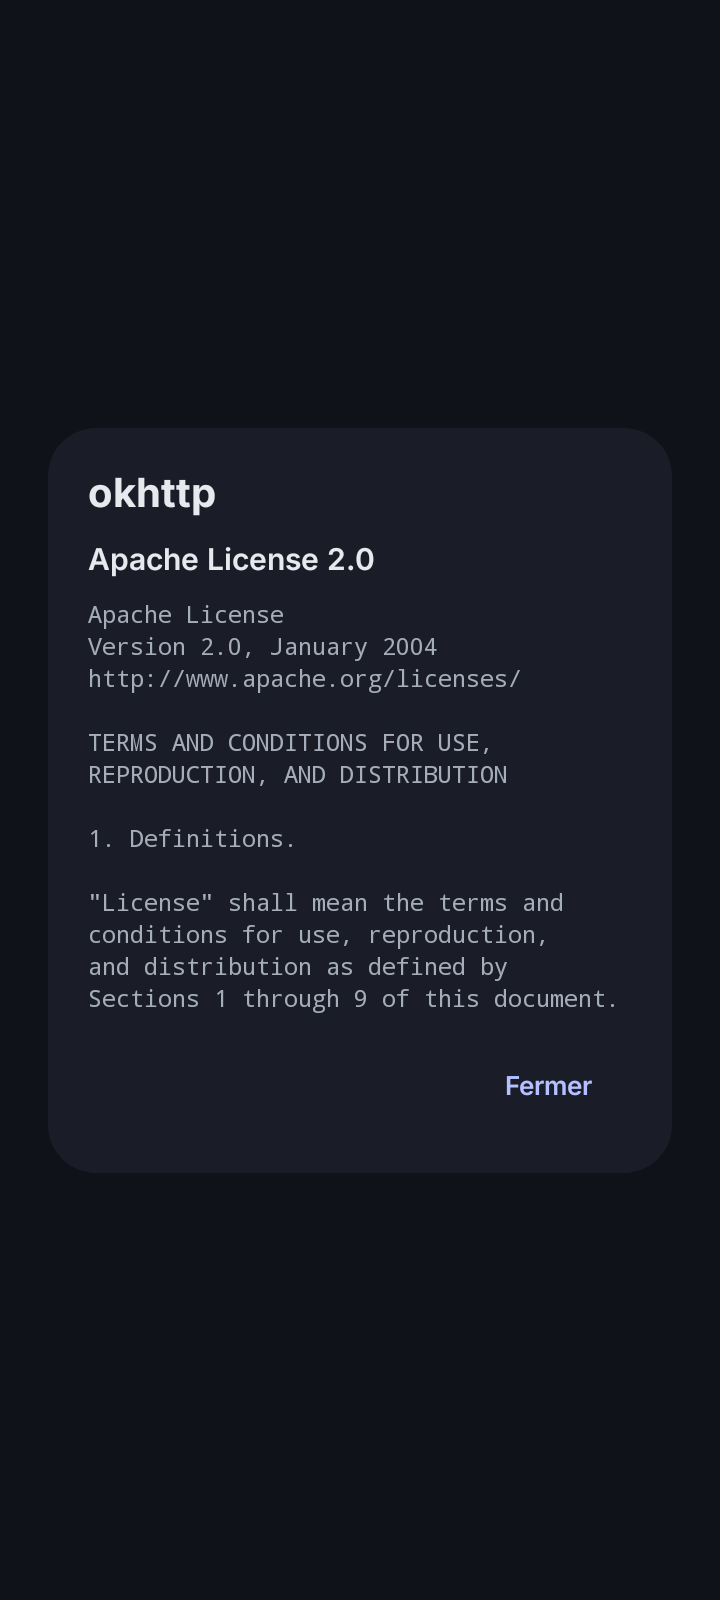 okhttp
Apache License 2.0
Apache License
Version 2.0, January 2004
http://www.apache.org/licenses/
TERMS AND CONDITIONS FOR USE,
REPRODUCTION, AND DISTRIBUTION
1. Definitions.
"License" shall mean the terms and
conditions for use, reproduction,
and distribution as defined by
Sections 1 through 9 of this document.
Fermer